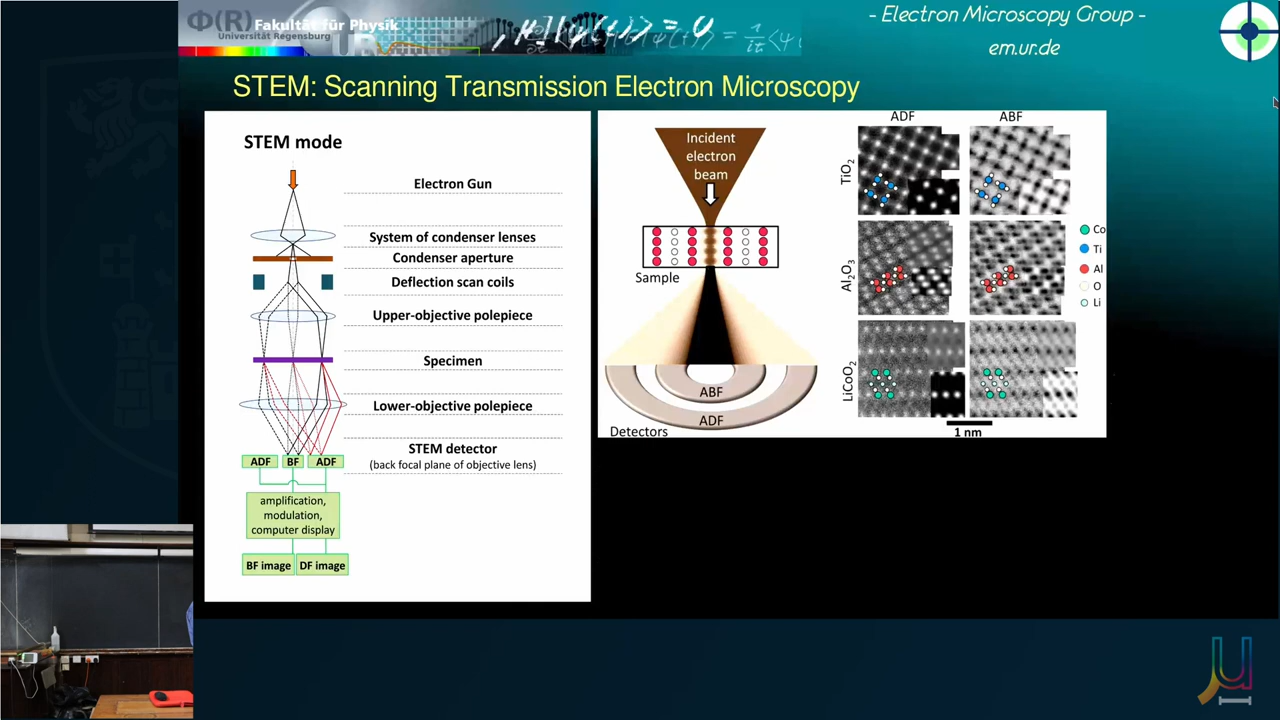 Φ(R) Fakultät für Physik
Universität Regensburg
- Electron Microscopy Group -
em.ur.de
STEM: Scanning Transmission Electron Microscopy
STEM mode
Electron Gun
System of condenser lenses
Condenser aperture
Deflection scan coils
Upper-objective polepiece
Specimen
Lower-objective polepiece
STEM detector
(back focal plane of objective lens)
ADF BF ADF
amplification,
modulation,
computer display
BF image DF image
Incident
electron
beam
Sample
ABF
ADF
Detectors
ADF ABF
TiO2
Al2O3
LiCoO2
Co
Ti
Al
O
Li
1 nm